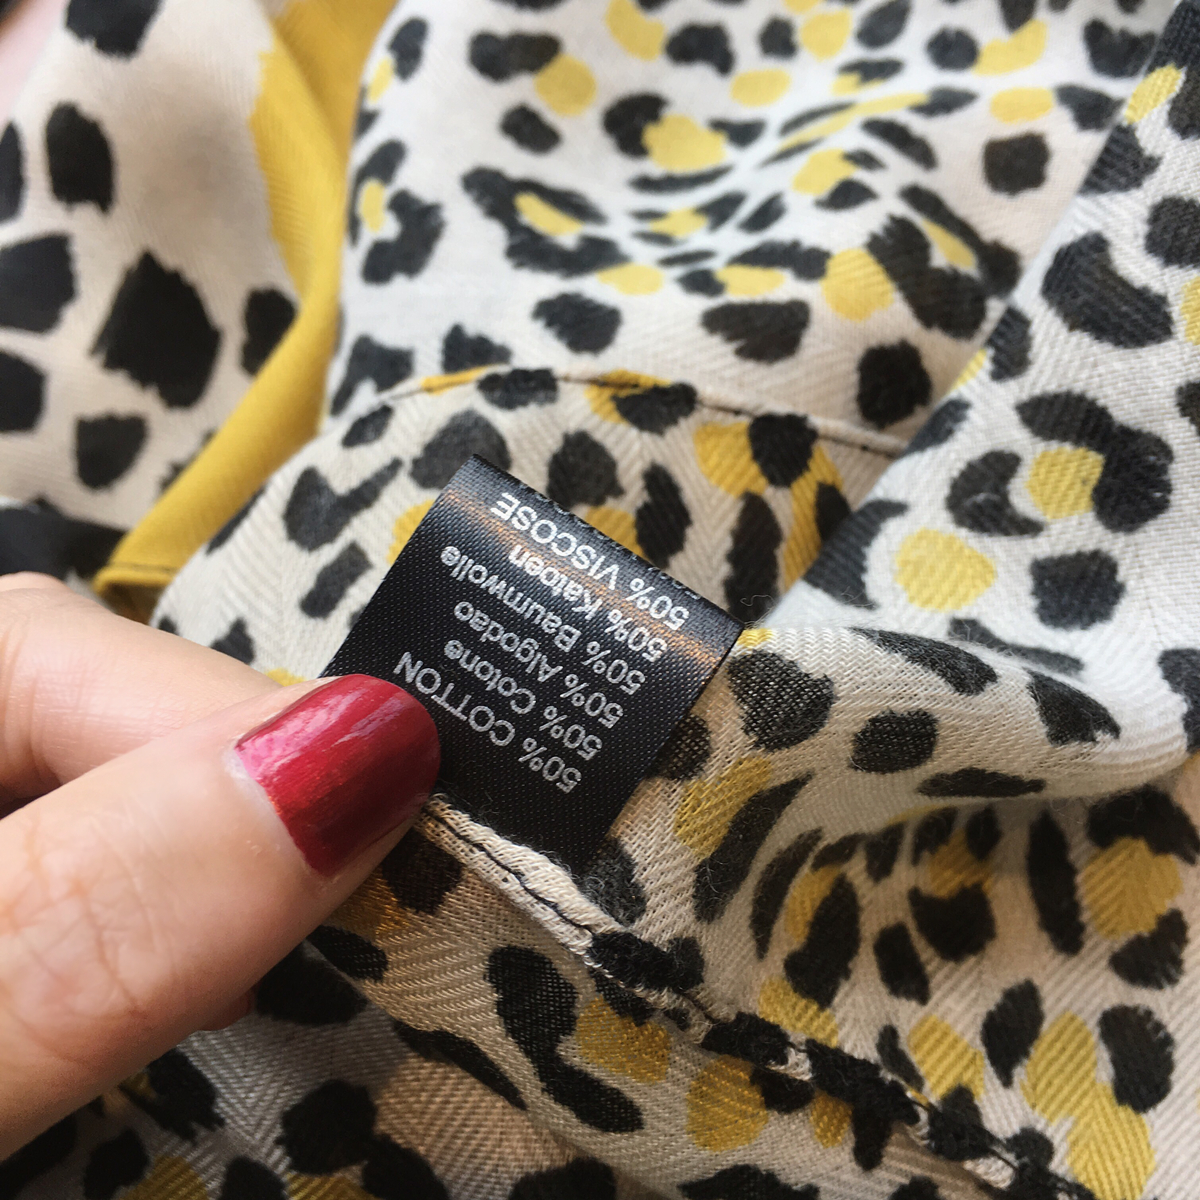 50% COTTON
50% Cotone
50% Algodao
50% Baumwolle
50% Katoen
50% VISCOSE